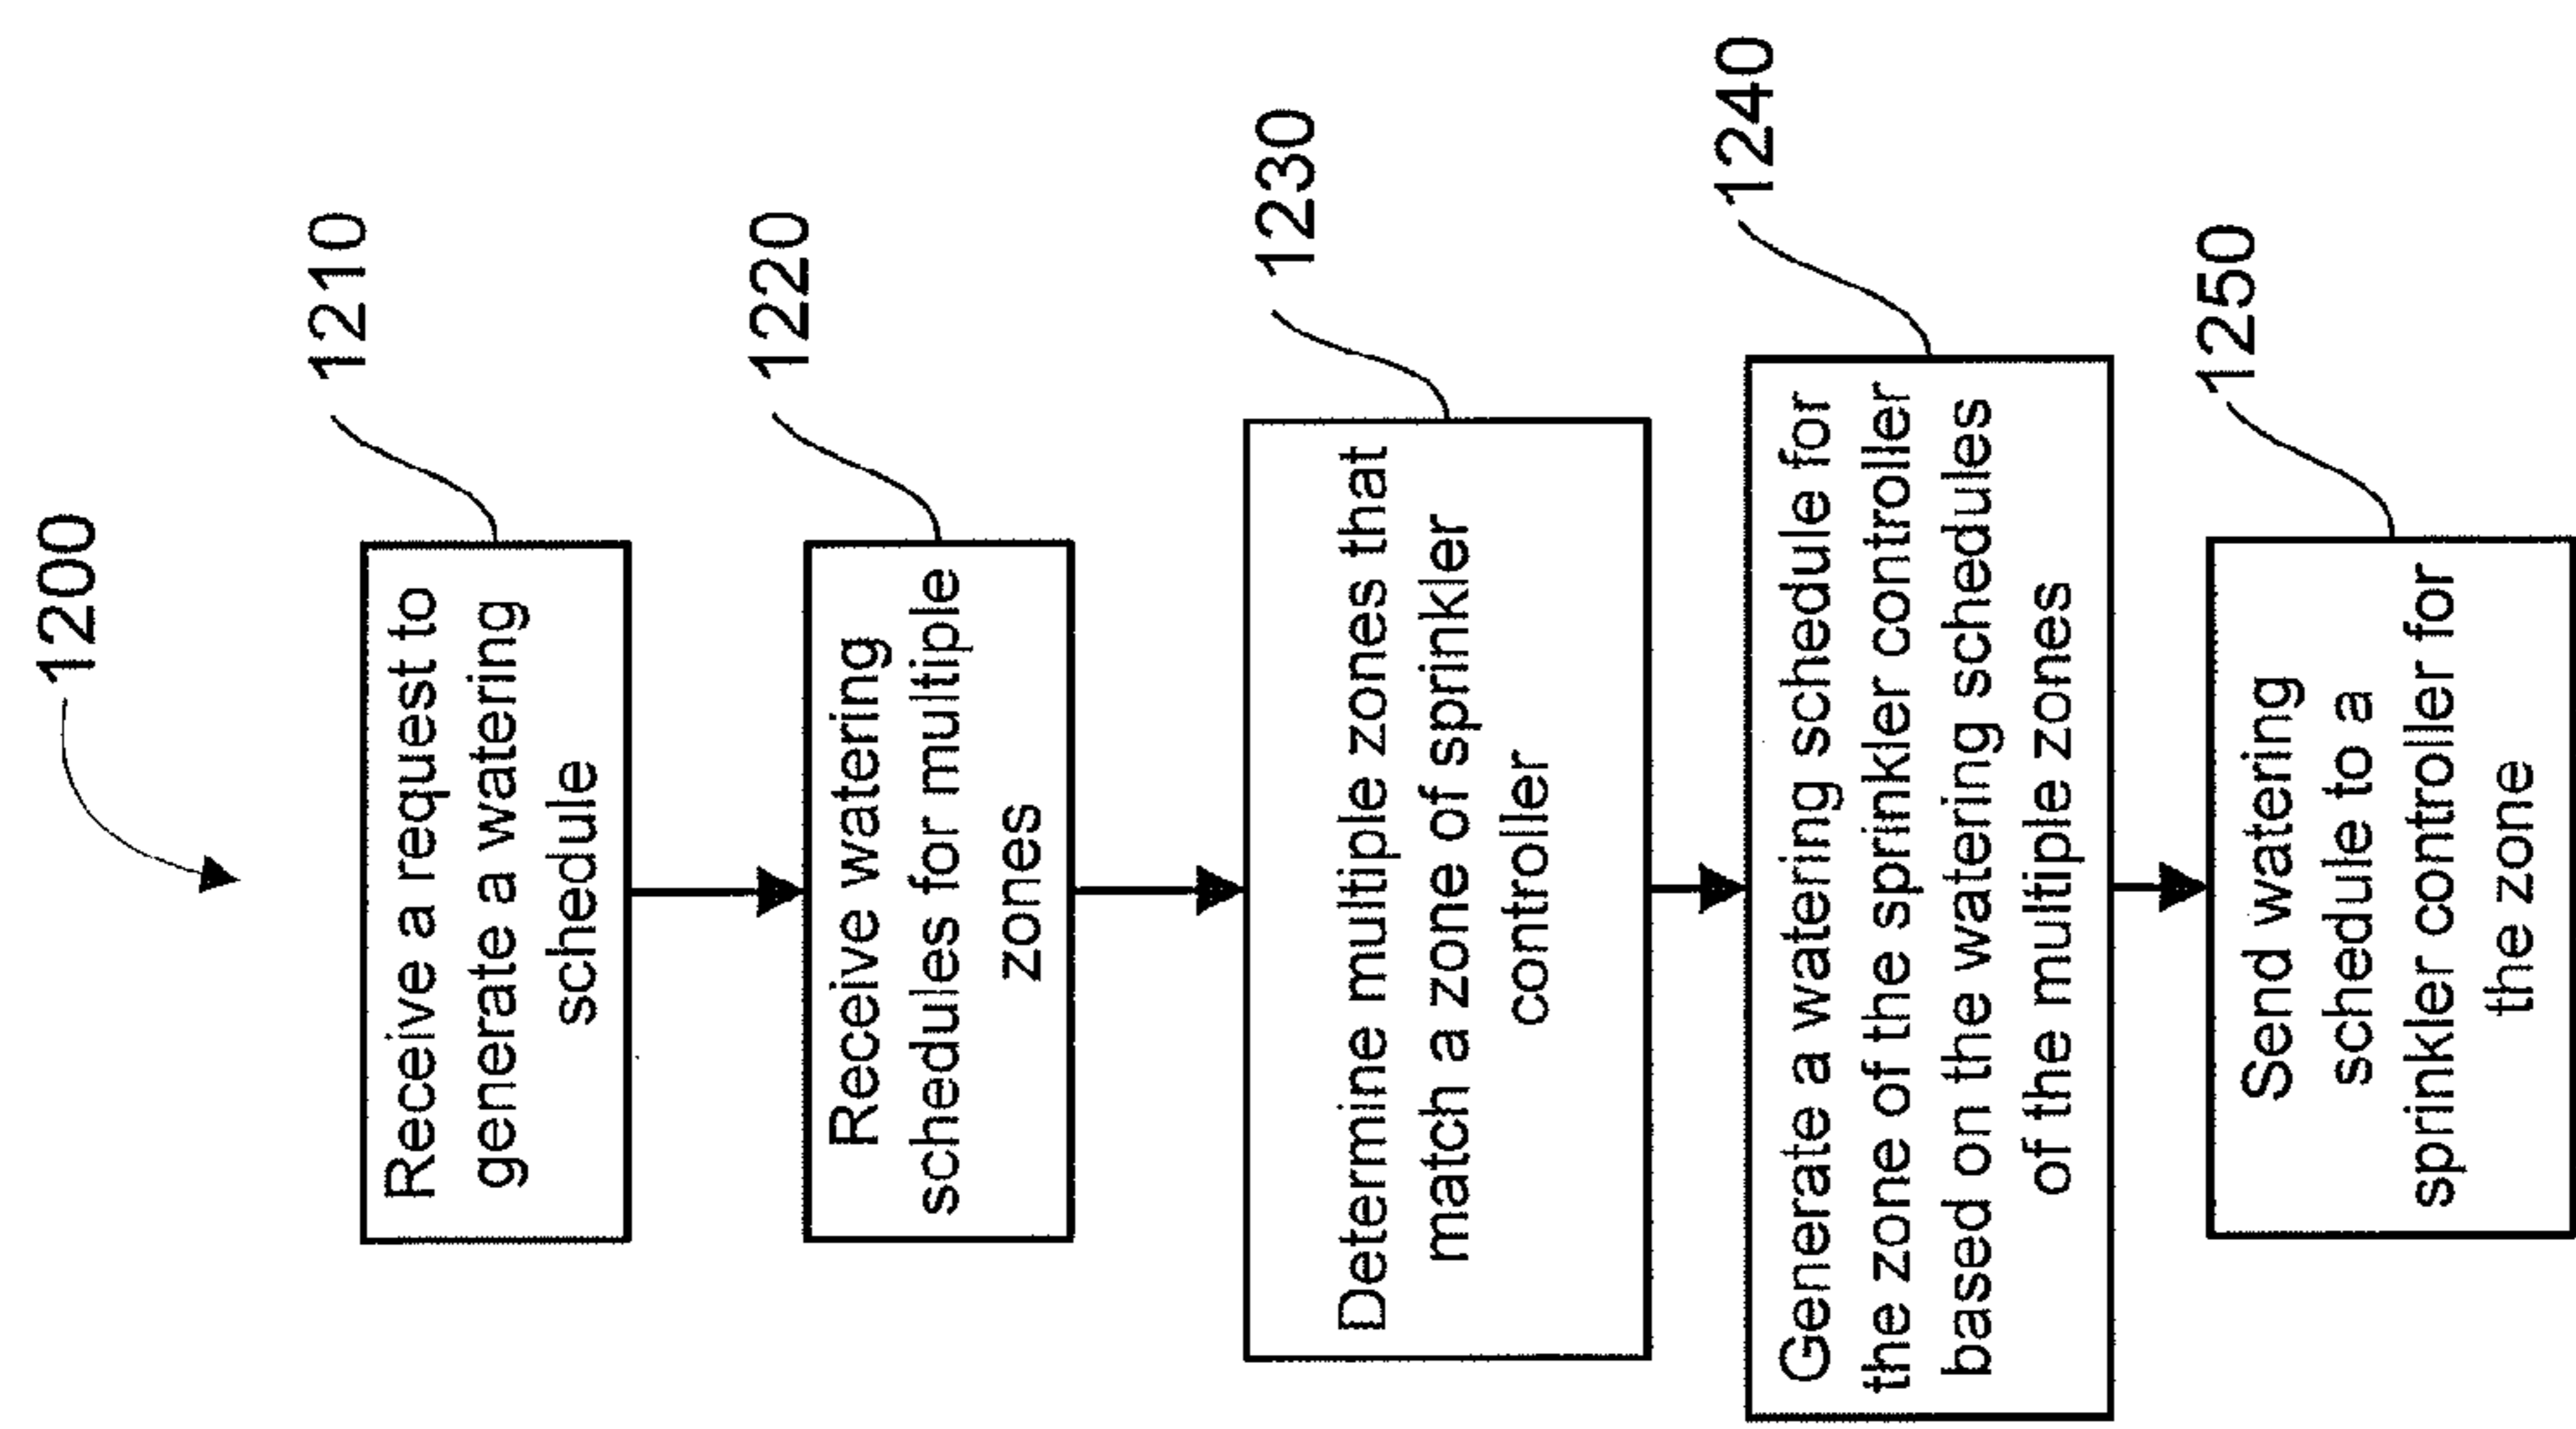 1200
1210
Receive a request to
generate a watering
schedule
1220
Receive watering
schedules for multiple
zones
1230
Determine multiple zones that
match a zone of sprinkler
controller
1240
Generate a watering schedule for
the zone of the sprinkler controller
based on the watering schedules
of the multiple zones
1250
Send watering
schedule to a
sprinkler controller for
the zone